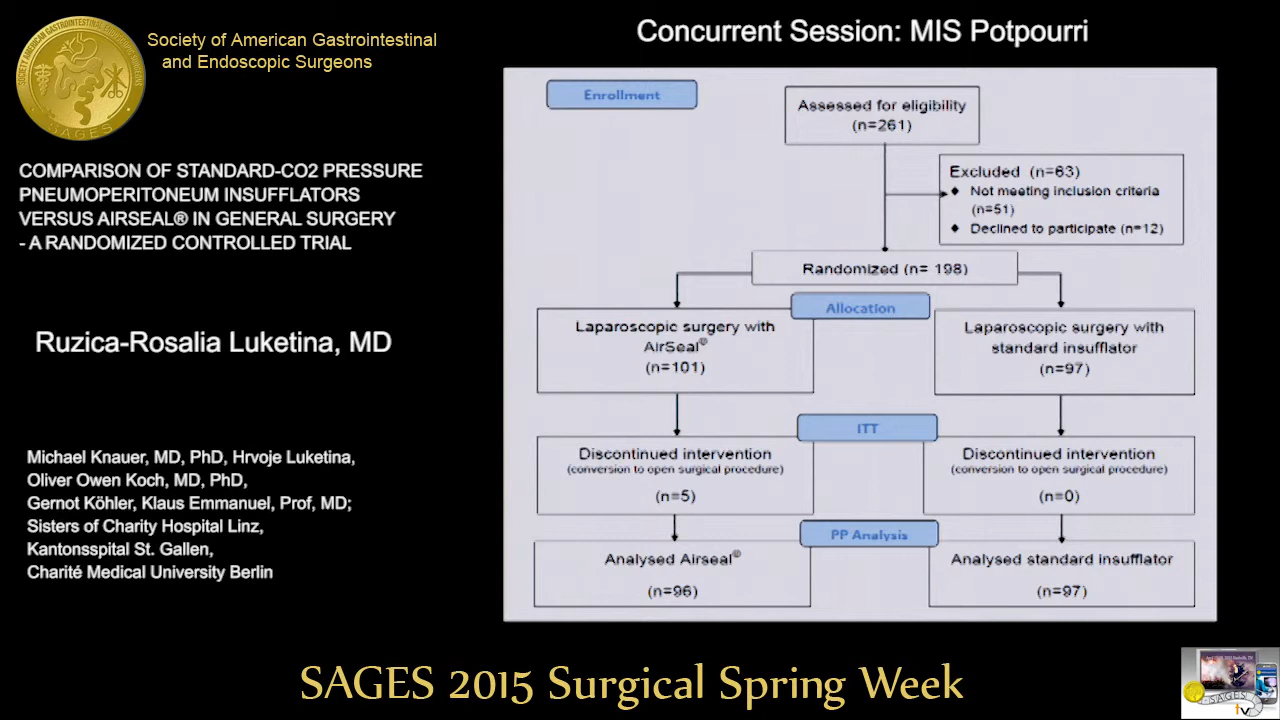 Society of American Gastrointestinal
and Endoscopic Surgeons
SAGES
COMPARISON OF STANDARD-CO2 PRESSURE
PNEUMOPERITONEUM INSUFFLATORS
VERSUS AIRSEAL® IN GENERAL SURGERY
- A RANDOMIZED CONTROLLED TRIAL
Ruzica-Rosalia Luketina, MD
Michael Knauer, MD, PhD, Hrvoje Luketina,
Oliver Owen Koch, MD, PhD,
Gernot Köhler, Klaus Emmanuel, Prof, MD;
Sisters of Charity Hospital Linz,
Kantonsspital St. Gallen,
Charité Medical University Berlin
Concurrent Session: MIS Potpourri
Enrollment
Assessed for eligibility
(n=261)
Excluded (n=63)
◆ Not meeting inclusion criteria
(n=51)
◆ Declined to participate (n=12)
Randomized (n= 198)
Allocation
Laparoscopic surgery with
AirSeal®
(n=101)
Laparoscopic surgery with
standard insufflator
(n=97)
ITT
Discontinued intervention
(conversion to open surgical procedure)
(n=5)
Discontinued intervention
(conversion to open surgical procedure)
(n=0)
PP Analysis
Analysed Airseal®
(n=96)
Analysed standard insufflator
(n=97)
SAGES 2015 Surgical Spring Week
SAGES
tv